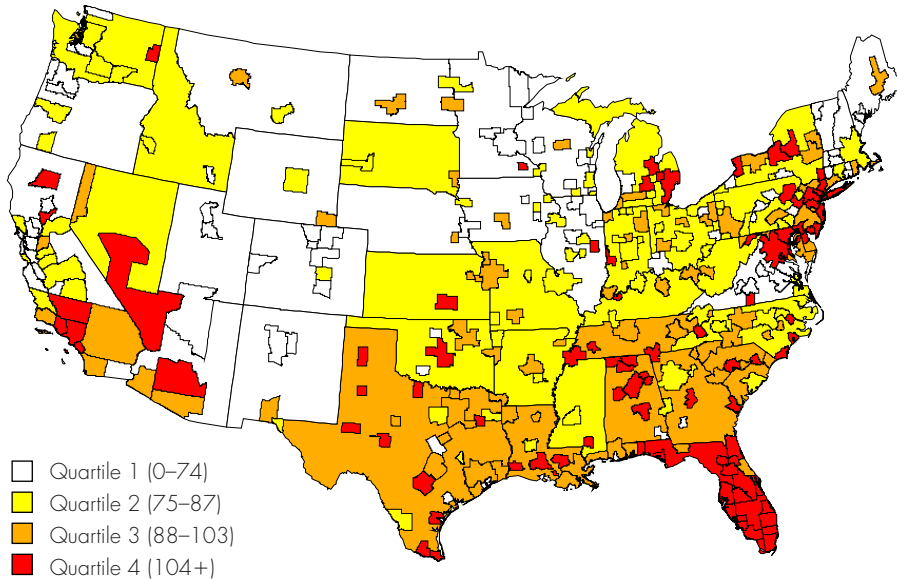 Quartile 1 (0–74)
Quartile 2 (75–87)
Quartile 3 (88–103)
Quartile 4 (104+)